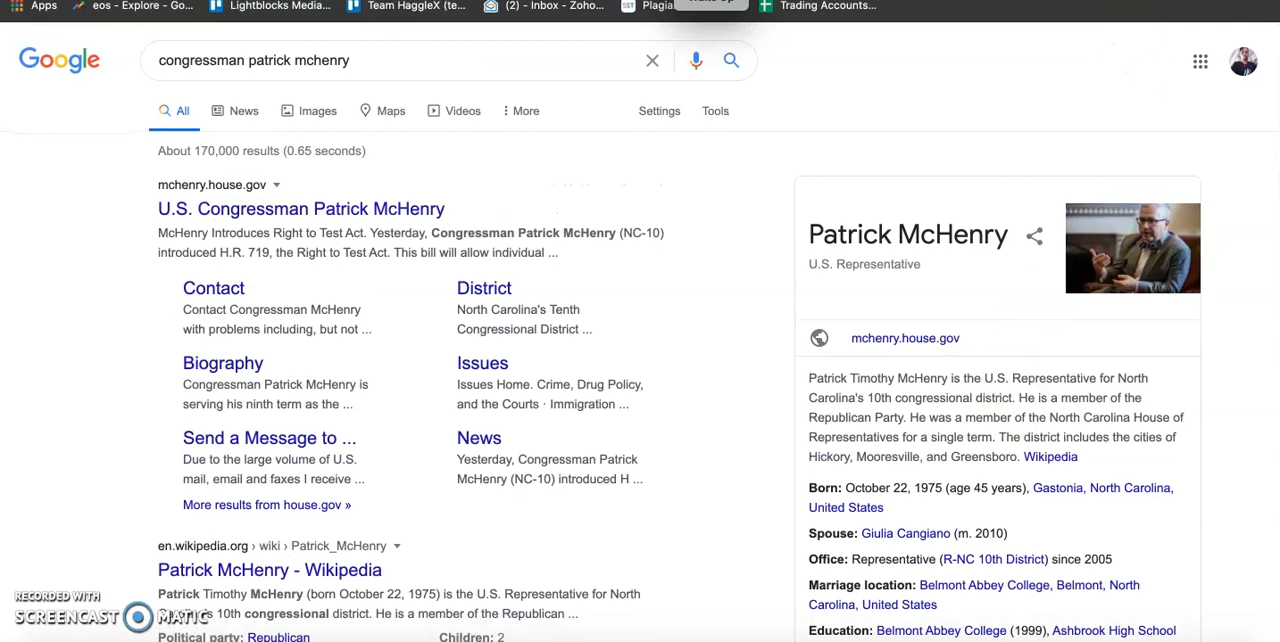 Apps eos - Explore - Go... Lightblocks Media... Team HaggleX (te... (2) - Inbox - Zoho... SST Plagia Wake Up Trading Accounts...
Google congressman patrick mchenry
All News Images Maps Videos More Settings Tools
About 170,000 results (0.65 seconds)
mchenry.house.gov
U.S. Congressman Patrick McHenry
McHenry Introduces Right to Test Act. Yesterday, Congressman Patrick McHenry (NC-10)
introduced H.R. 719, the Right to Test Act. This bill will allow individual ...
Contact
Contact Congressman McHenry
with problems including, but not ...
District
North Carolina's Tenth
Congressional District ...
Biography
Congressman Patrick McHenry is
serving his ninth term as the ...
Issues
Issues Home. Crime, Drug Policy,
and the Courts · Immigration ...
Send a Message to ...
Due to the large volume of U.S.
mail, email and faxes I receive ...
News
Yesterday, Congressman Patrick
McHenry (NC-10) introduced H ...
More results from house.gov »
en.wikipedia.org › wiki › Patrick_McHenry
Patrick McHenry - Wikipedia
Patrick Timothy McHenry (born October 22, 1975) is the U.S. Representative for North
10th congressional district. He is a member of the Republican ...
Political party: Republican Children: 2
RECORDED WITH
SCREENCAST MATIC
Patrick McHenry
U.S. Representative
mchenry.house.gov
Patrick Timothy McHenry is the U.S. Representative for North
Carolina's 10th congressional district. He is a member of the
Republican Party. He was a member of the North Carolina House of
Representatives for a single term. The district includes the cities of
Hickory, Mooresville, and Greensboro. Wikipedia
Born: October 22, 1975 (age 45 years), Gastonia, North Carolina,
United States
Spouse: Giulia Cangiano (m. 2010)
Office: Representative (R-NC 10th District) since 2005
Marriage location: Belmont Abbey College, Belmont, North
Carolina, United States
Education: Belmont Abbey College (1999), Ashbrook High School